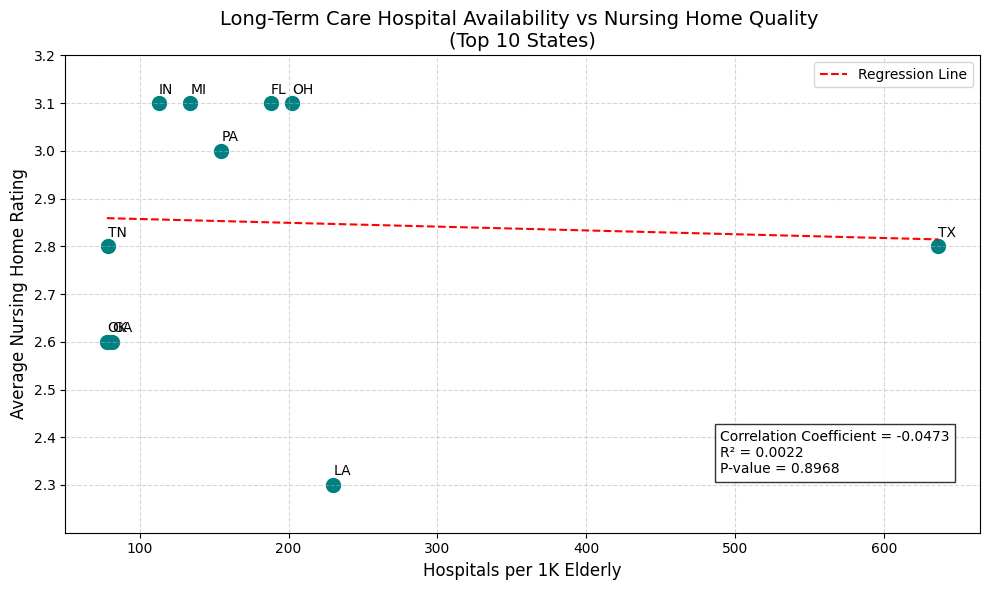 Long-Term Care Hospital Availability vs Nursing Home Quality
(Top 10 States)
Regression Line
Average Nursing Home Rating
3.2
3.1
3.0
2.9
2.8
2.7
2.6
2.5
2.4
2.3
IN
MI
FL
OH
PA
TN
TX
OK
GA
LA
Correlation Coefficient = -0.0473
R² = 0.0022
P-value = 0.8968
100
200
300
400
500
600
Hospitals per 1K Elderly